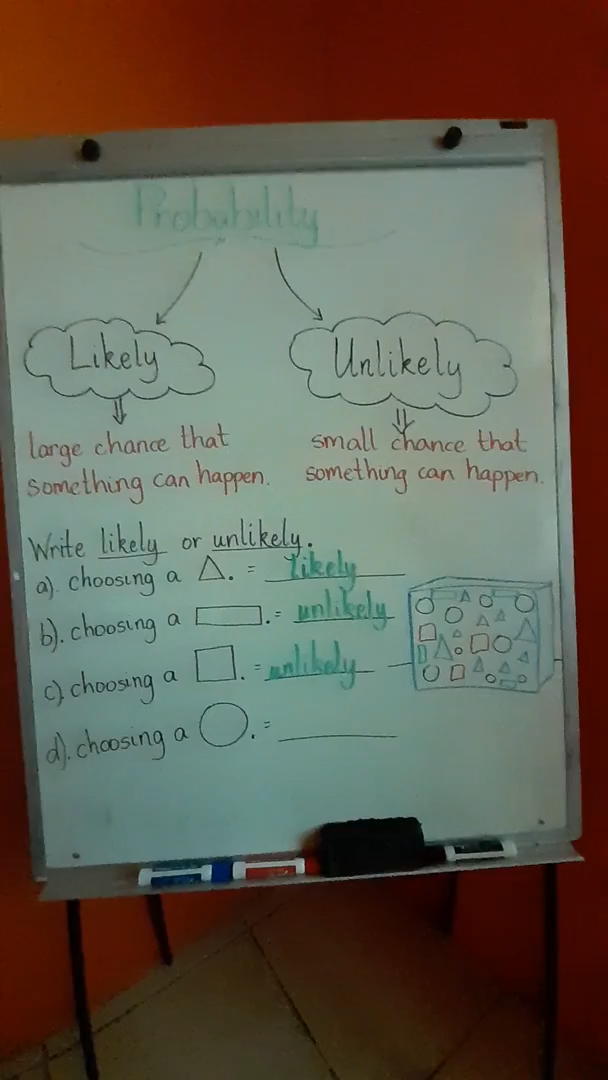 Probability
Likely
Unlikely
large chance that
something can happen.
small chance that
something can happen.
Write likely or unlikely.
a). choosing a △. = likely
b). choosing a ▭. = unlikely
c). choosing a □. = unlikely
d). choosing a ○. =